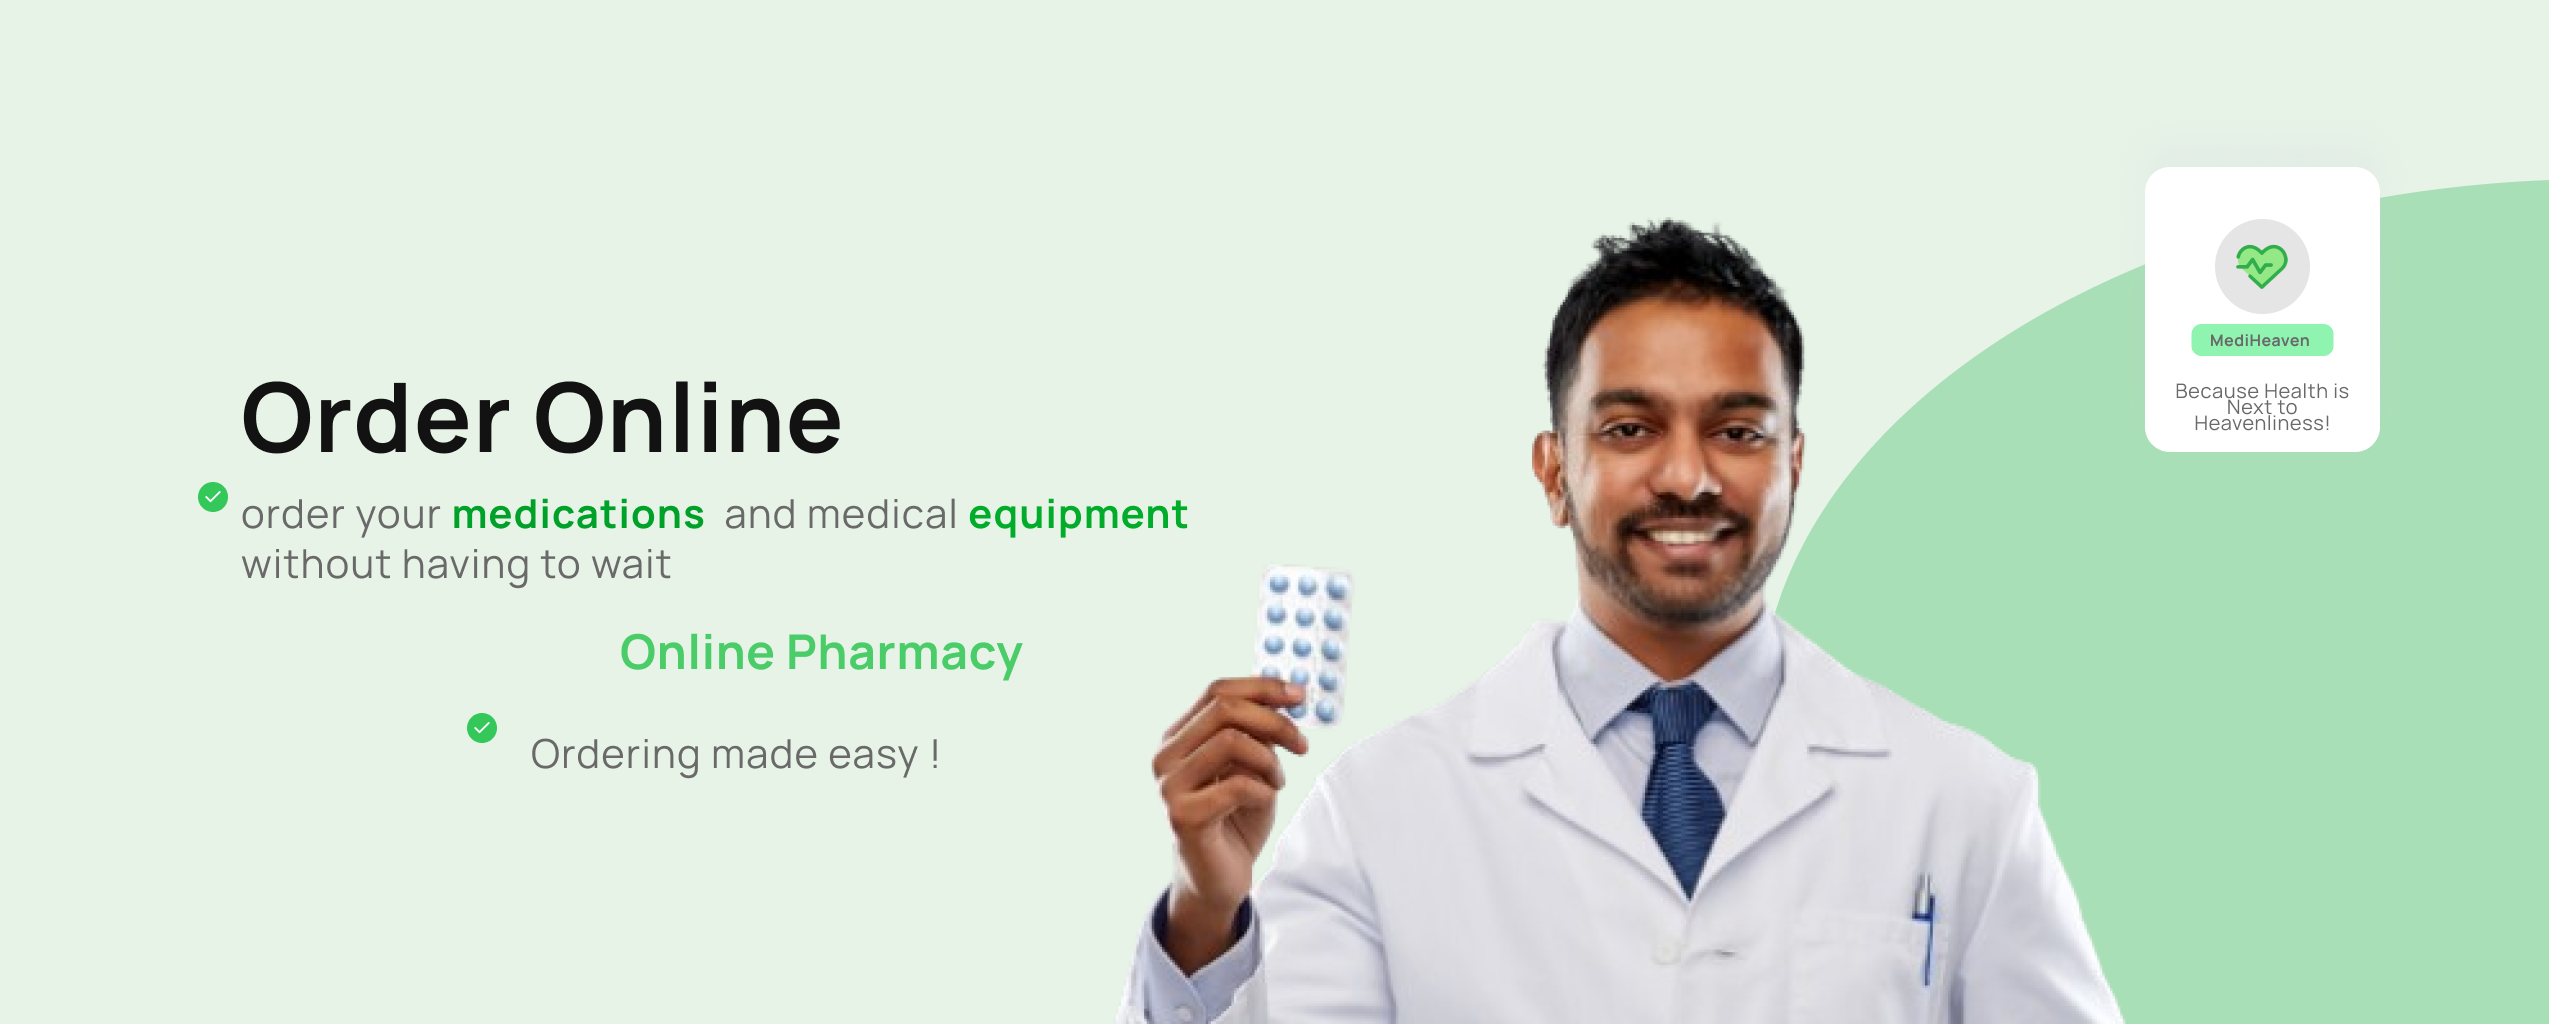 Order Online
order your medications and medical equipment
without having to wait
Online Pharmacy
Ordering made easy !
MediHeaven
Because Health is
Next to
Heavenliness!